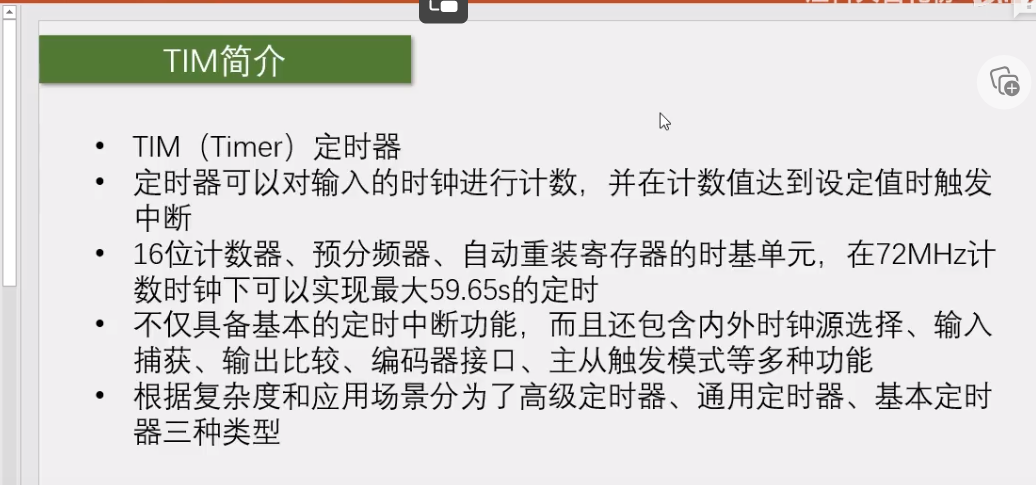 TIM简介
• TIM（Timer）定时器
• 定时器可以对输入的时钟进行计数，并在计数值达到设定值时触发
中断
• 16位计数器、预分频器、自动重装寄存器的时基单元，在72MHz计
数时钟下可以实现最大59.65s的定时
• 不仅具备基本的定时中断功能，而且还包含内外时钟源选择、输入
捕获、输出比较、编码器接口、主从触发模式等多种功能
• 根据复杂度和应用场景分为了高级定时器、通用定时器、基本定时
器三种类型